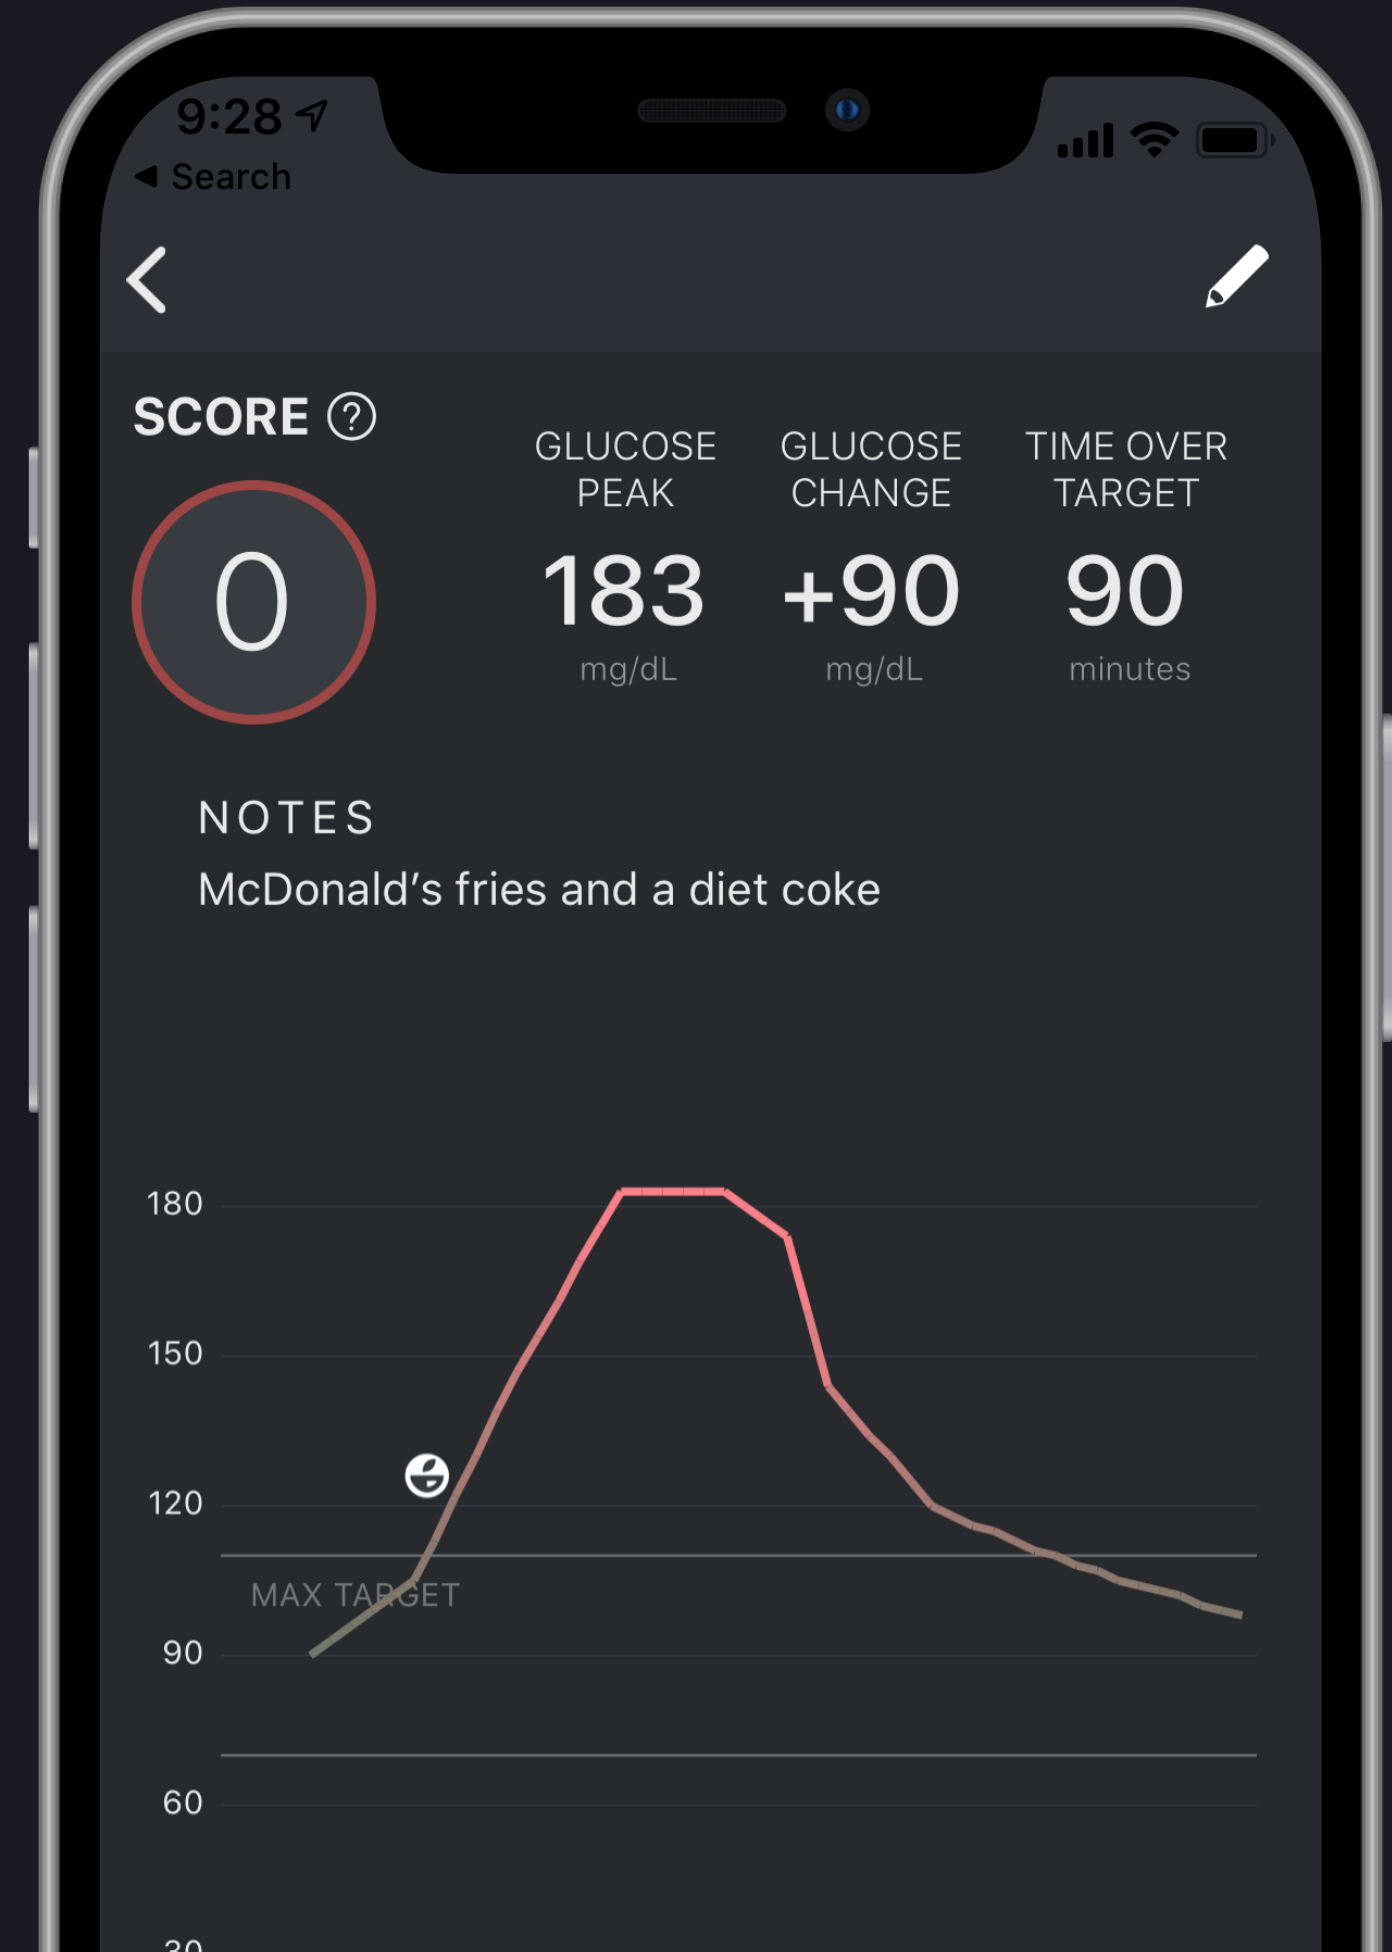 9:28
Search
SCORE ?
GLUCOSE
PEAK
183
mg/dL
GLUCOSE
CHANGE
+90
mg/dL
TIME OVER
TARGET
90
minutes
0
NOTES
McDonald’s fries and a diet coke
180
150
120
MAX TARGET
90
60